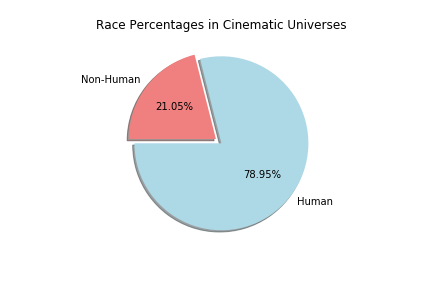 Race Percentages in Cinematic Universes
Non-Human
21.05%
78.95%
Human